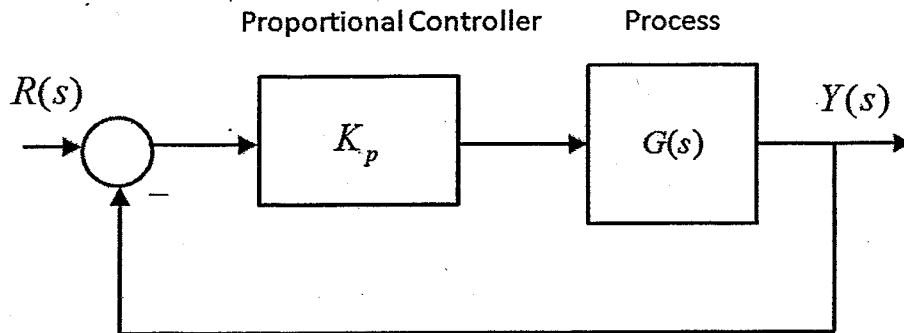 Proportional Controller Process
R(s) Y(s)
K_p G(s)
−